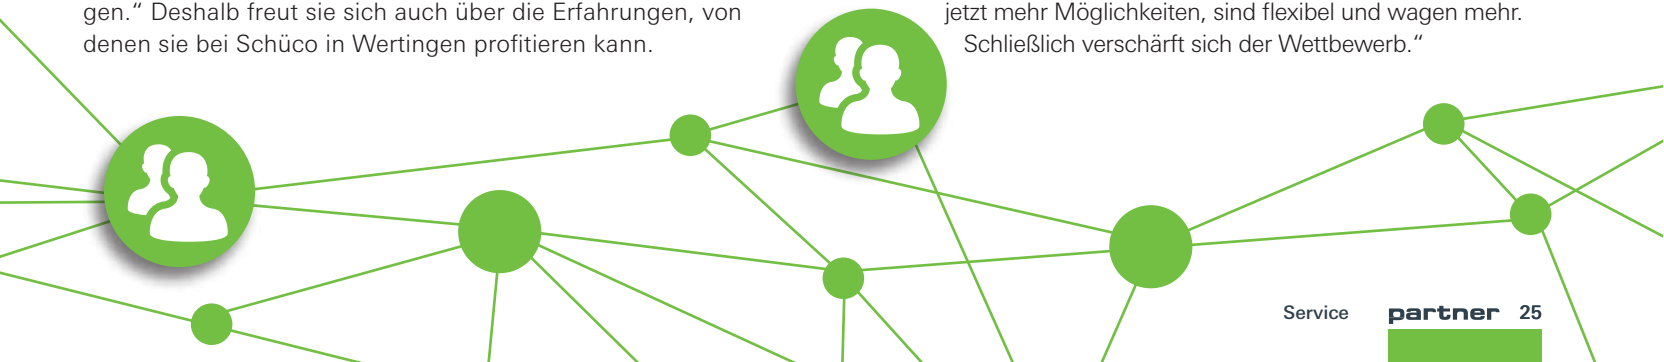 gen.“ Deshalb freut sie sich auch über die Erfahrungen, von
denen sie bei Schüco in Wertingen profitieren kann.
jetzt mehr Möglichkeiten, sind flexibel und wagen mehr.
Schließlich verschärft sich der Wettbewerb.“
Service partner 25